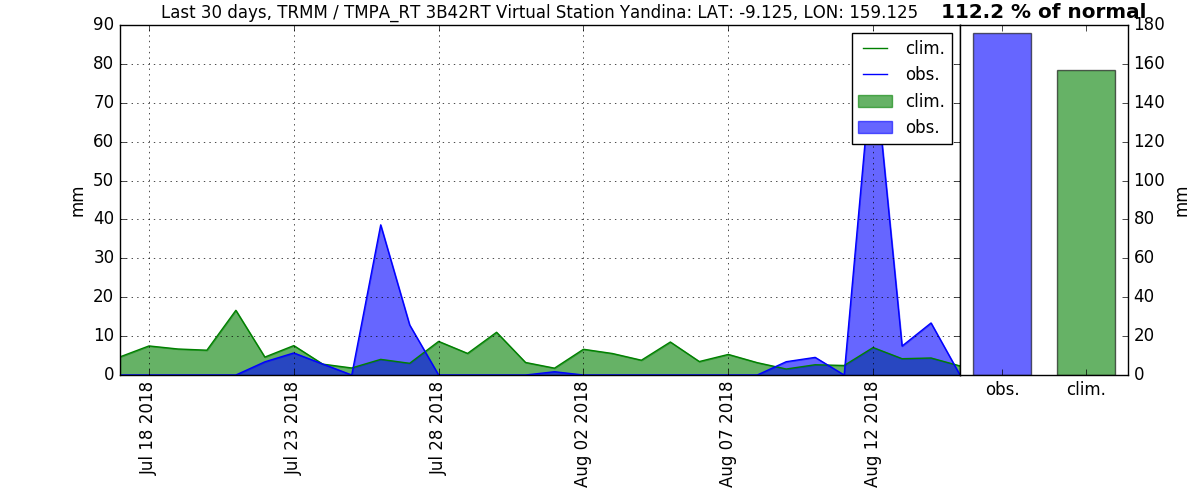 Last 30 days, TRMM / TMPA_RT 3B42RT Virtual Station Yandina: LAT: -9.125, LON: 159.125
112.2 % of normal
90
80
70
60
50
40
30
20
10
0
mm
clim.
obs.
clim.
obs.
180
160
140
120
100
80
60
40
20
0
mm
Jul 18 2018
Jul 23 2018
Jul 28 2018
Aug 02 2018
Aug 07 2018
Aug 12 2018
obs.
clim.